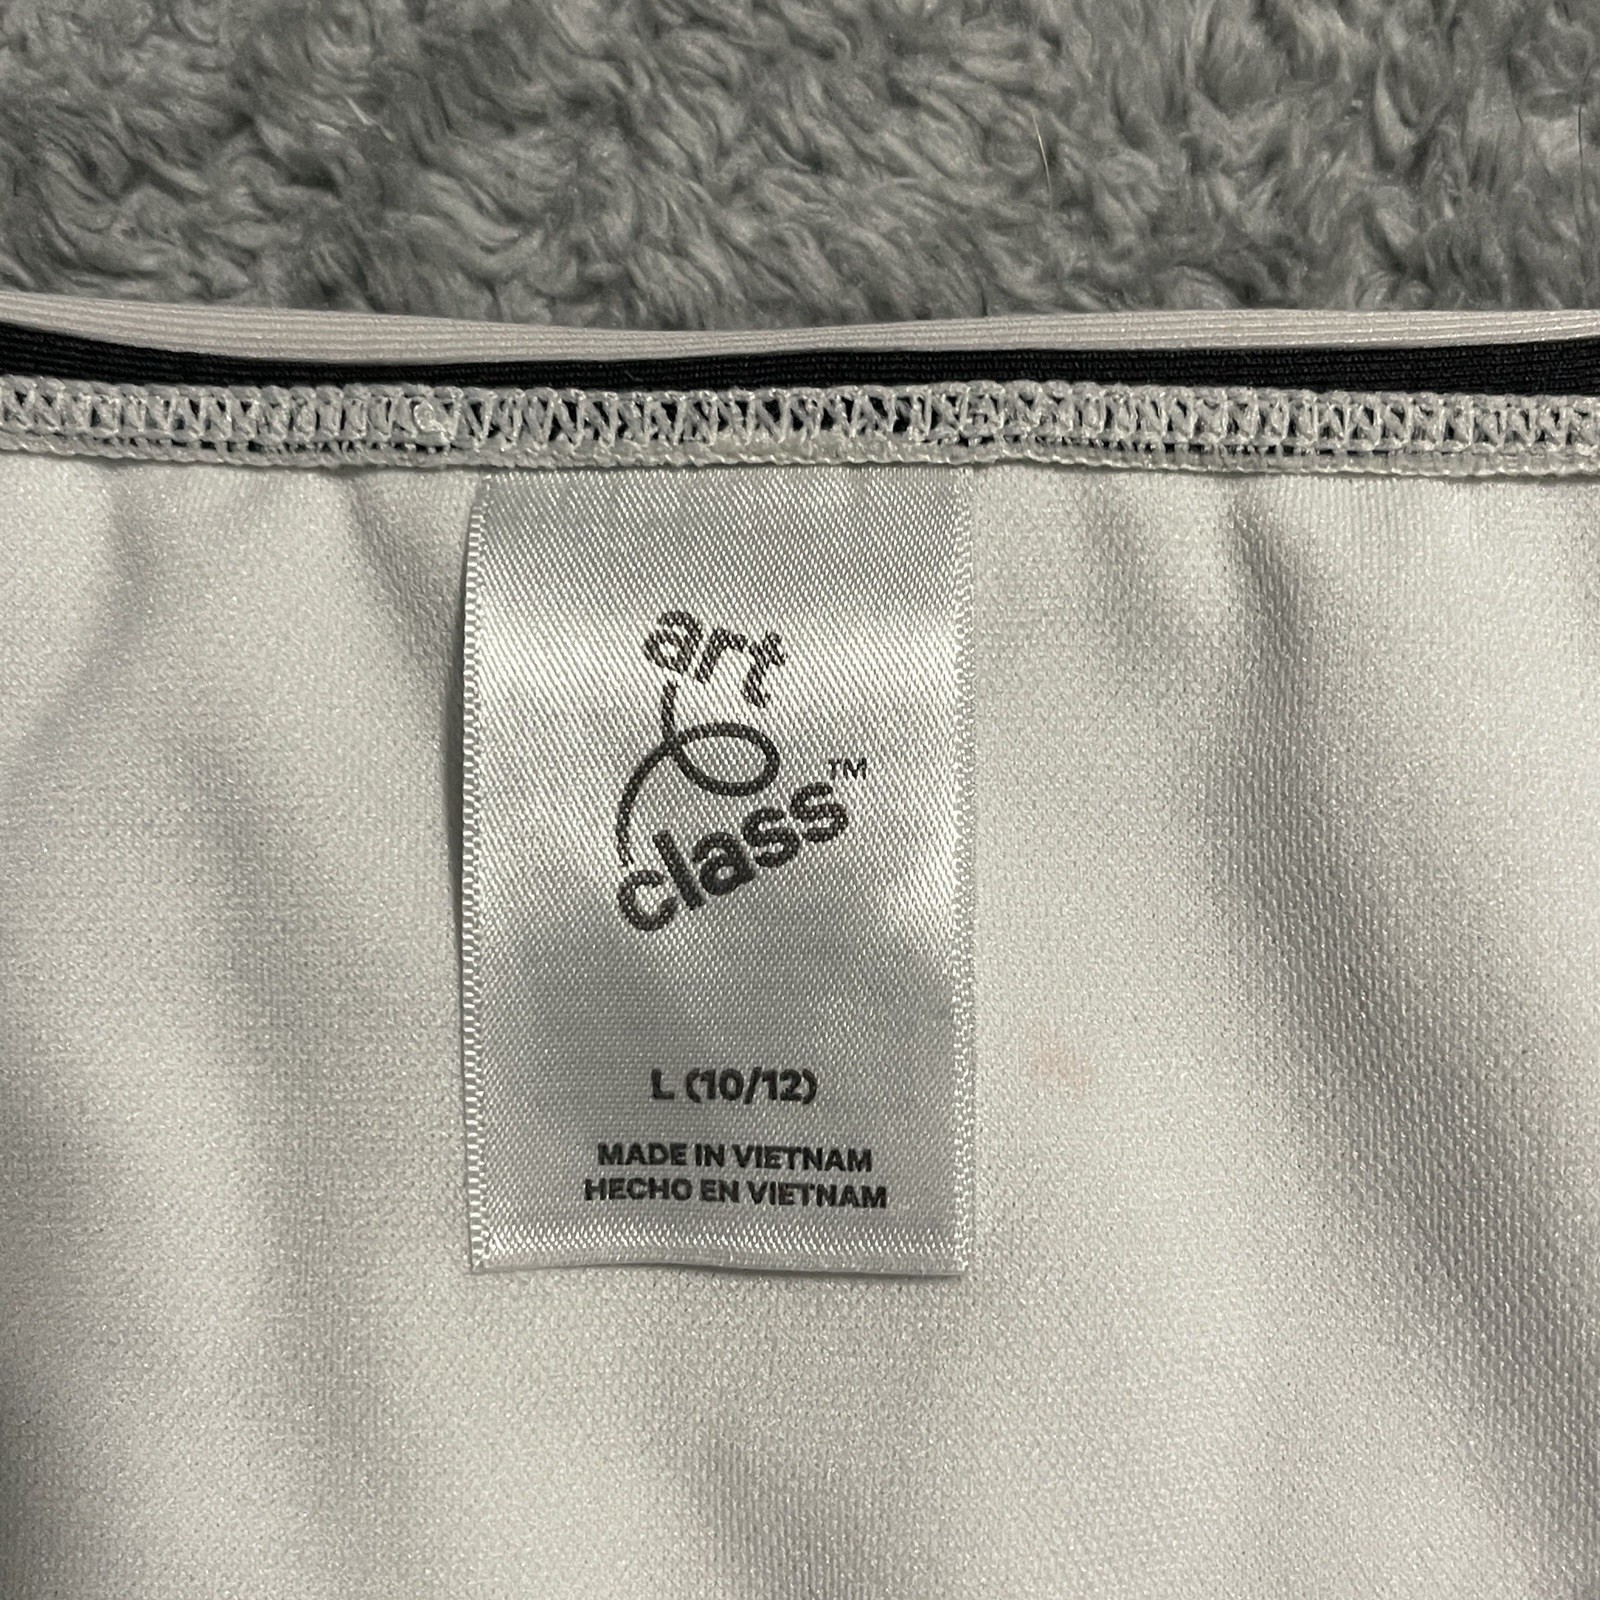 art
class™
L (10/12)
MADE IN VIETNAM
HECHO EN VIETNAM